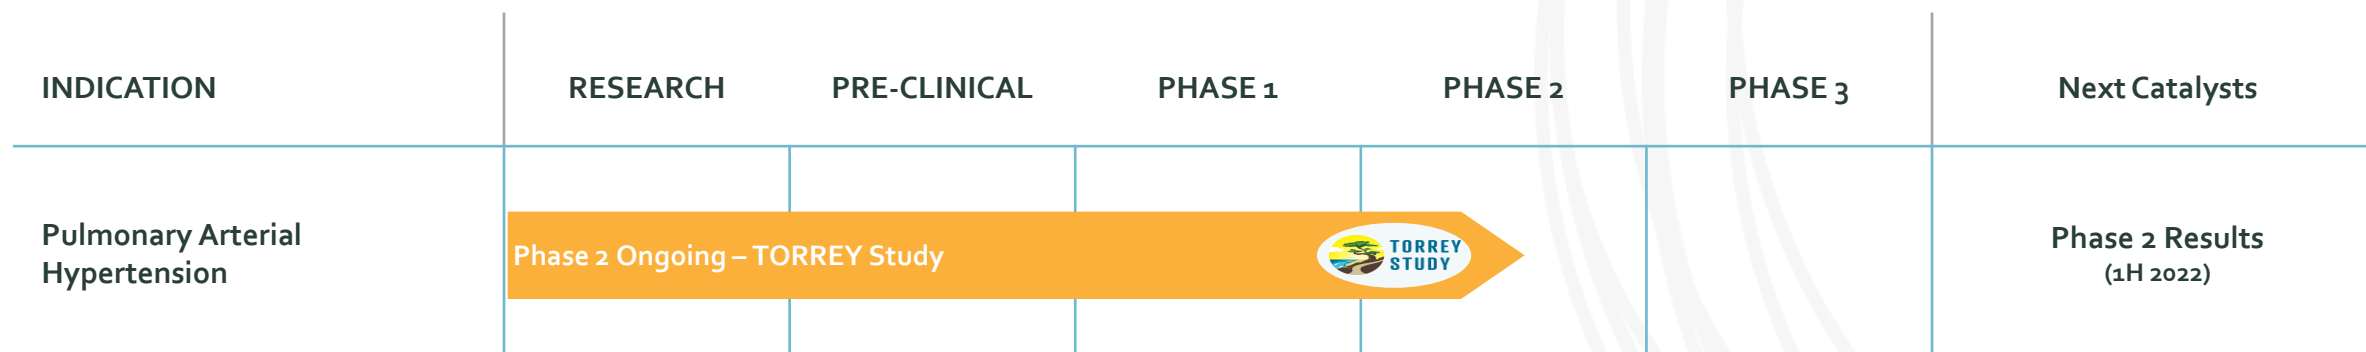 INDICATION
RESEARCH
PRE-CLINICAL
PHASE 1
PHASE 2
PHASE 3
Next Catalysts
Pulmonary Arterial
Hypertension
Phase 2 Ongoing – TORREY Study
TORREY
STUDY
Phase 2 Results
(1H 2022)